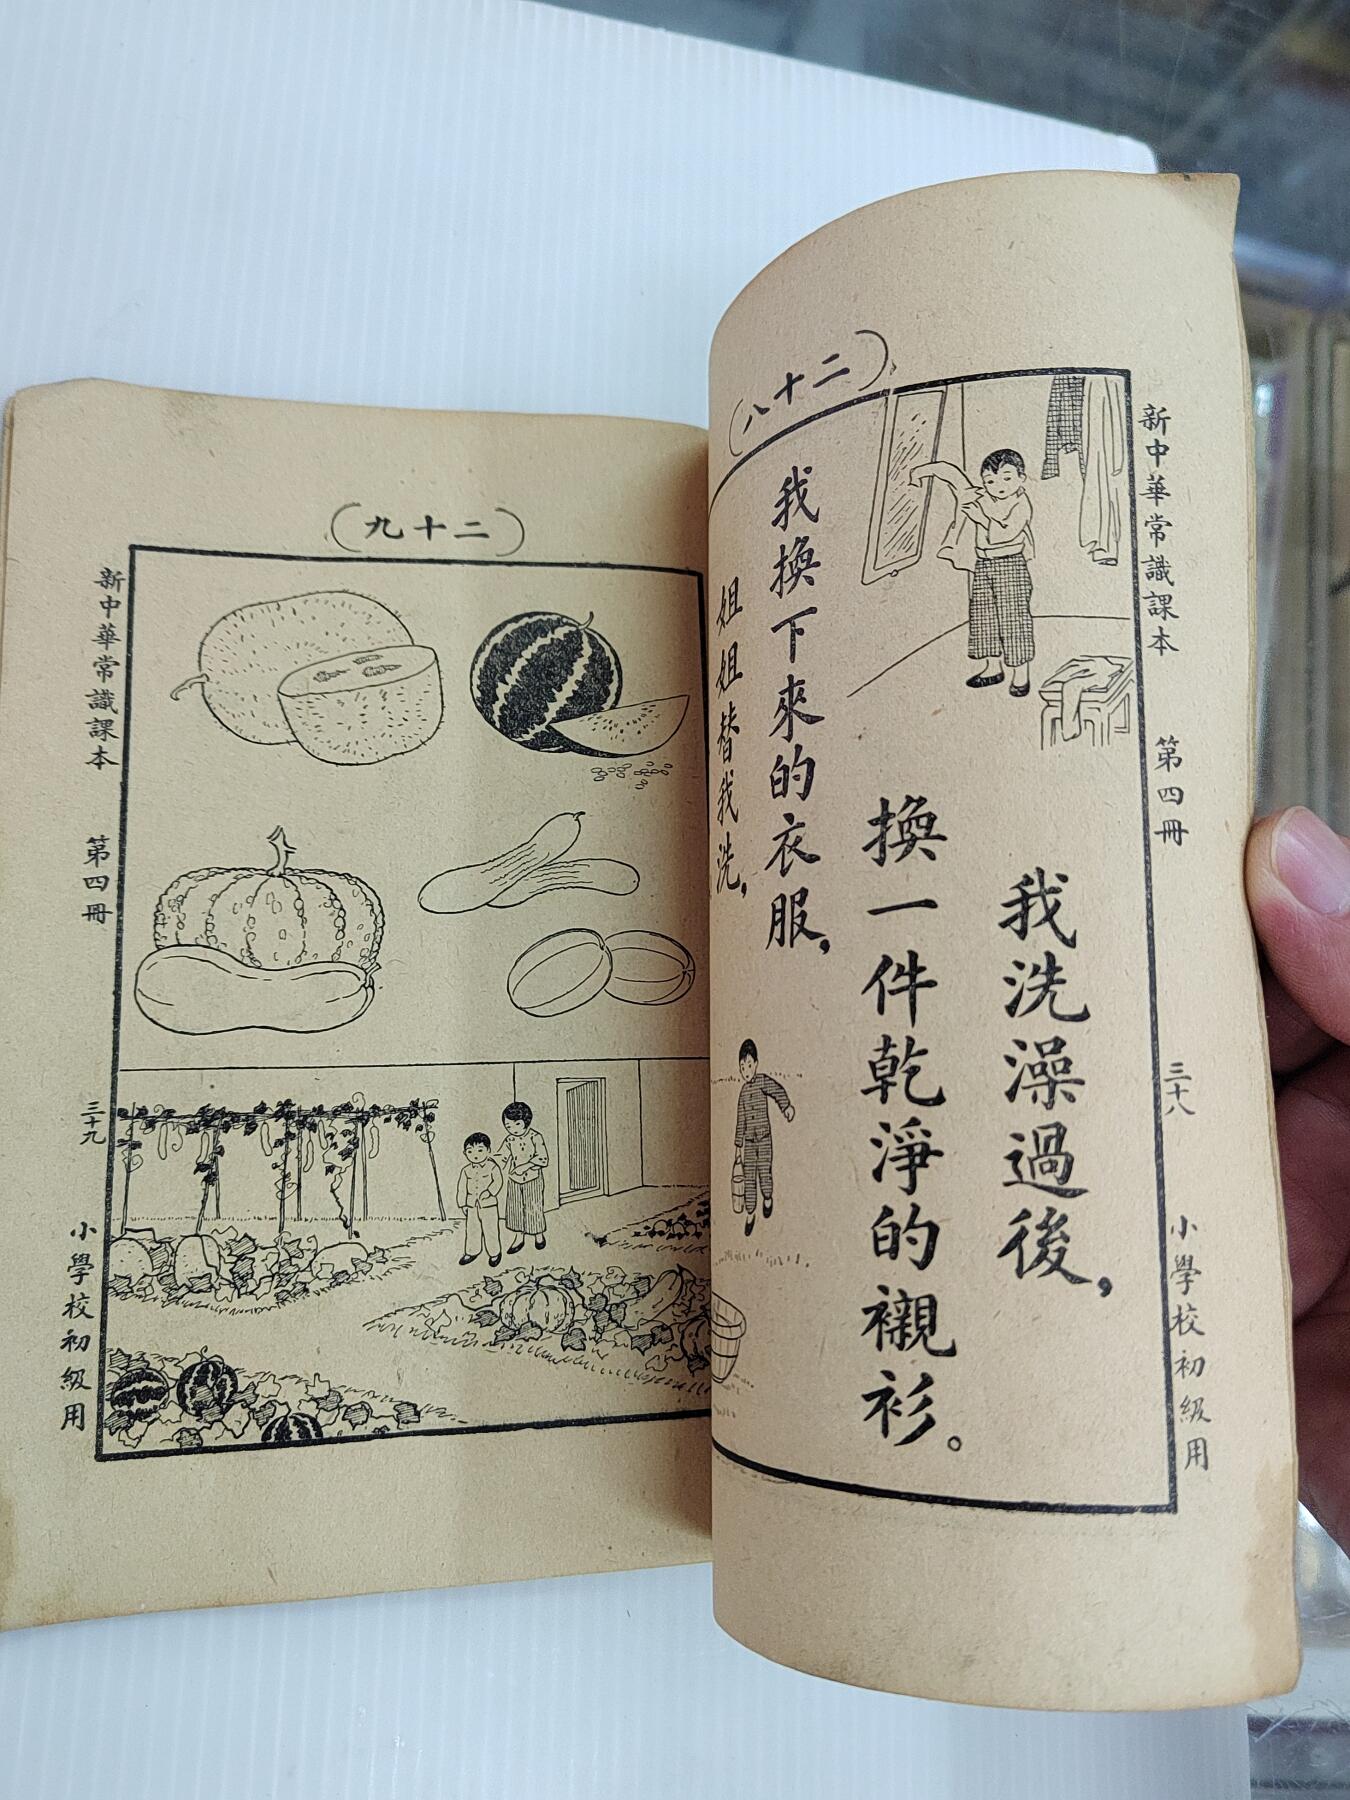 新中華常識課本 第四冊 三十八 小學校初級用
(二十八)
我洗澡過後，
換一件乾淨的襯衫。
我換下來的衣服，
姐姐替我洗，
(二十九)
新中華常識課本 第四冊 三十九 小學校初級用